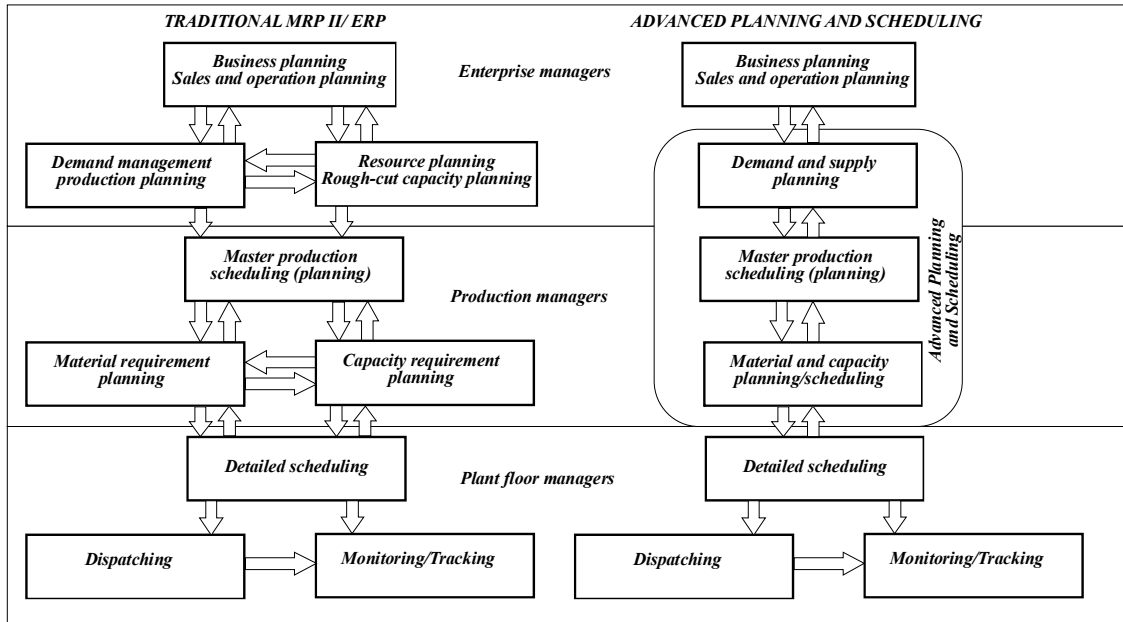 TRADITIONAL MRP II/ ERP
ADVANCED PLANNING AND SCHEDULING
Business planning
Sales and operation planning
Enterprise managers
Business planning
Sales and operation planning
Demand management
production planning
Resource planning
Rough-cut capacity planning
Demand and supply
planning
Master production
scheduling (planning)
Production managers
Master production
scheduling (planning)
Advanced Planning
and Scheduling
Material requirement
planning
Capacity requirement
planning
Material and capacity
planning/scheduling
Detailed scheduling
Plant floor managers
Detailed scheduling
Dispatching
Monitoring/Tracking
Dispatching
Monitoring/Tracking